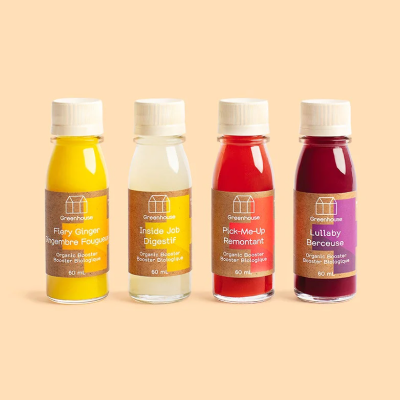 Greenhouse
Fiery Ginger
Gingembre Fougueux
Organic Booster
Booster Biologique
60 mL
Greenhouse
Inside Job
Digestif
Organic Booster
Booster Biologique
60 mL
Greenhouse
Pick-Me-Up
Remontant
Organic Booster
Booster Biologique
60 mL
Greenhouse
Lullaby
Berceuse
Organic Booster
Booster Biologique
60 mL